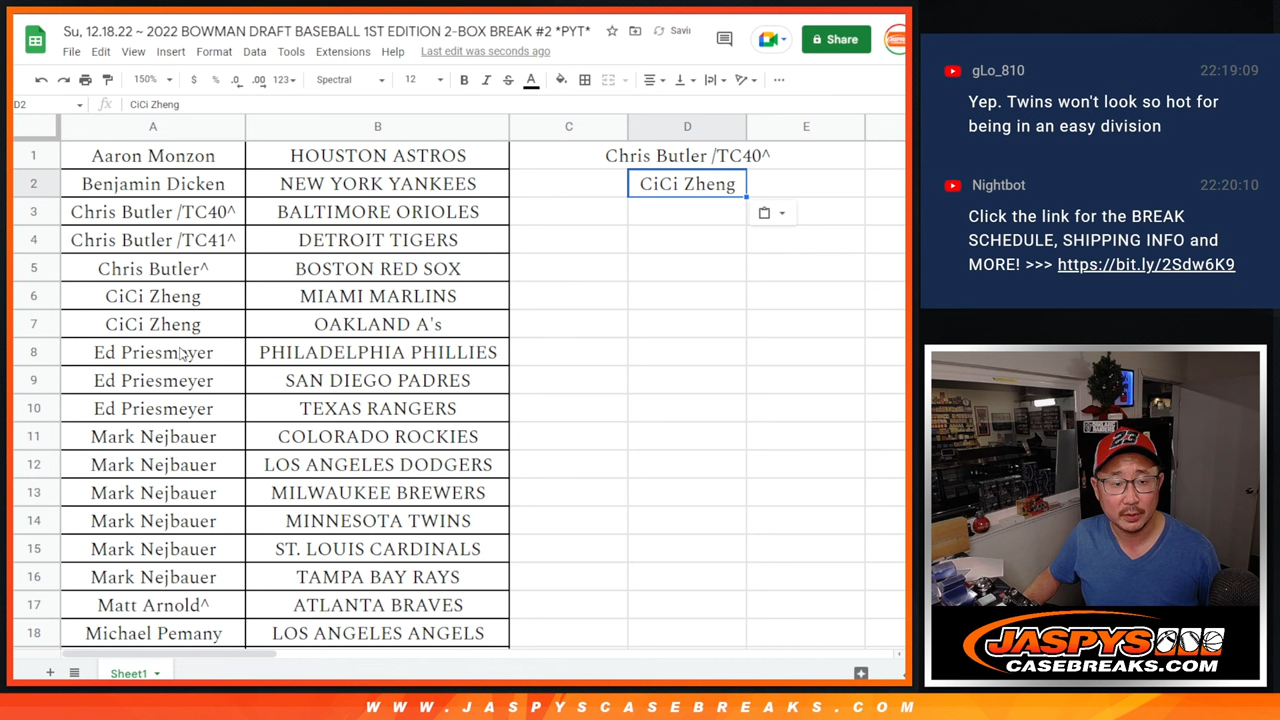 Su, 12.18.22 ~ 2022 BOWMAN DRAFT BASEBALL 1ST EDITION 2-BOX BREAK #2 *PYT* Savi
Share
File Edit View Insert Format Data Tools Extensions Help Last edit was seconds ago
150% $ % .0 .00 123 Spectral 12 B I S A
D2 fx CiCi Zheng
A B C D E
1 Aaron Monzon HOUSTON ASTROS Chris Butler /TC40^
2 Benjamin Dicken NEW YORK YANKEES CiCi Zheng
3 Chris Butler /TC40^ BALTIMORE ORIOLES
4 Chris Butler /TC41^ DETROIT TIGERS
5 Chris Butler^ BOSTON RED SOX
6 CiCi Zheng MIAMI MARLINS
7 CiCi Zheng OAKLAND A's
8 Ed Priesmeyer PHILADELPHIA PHILLIES
9 Ed Priesmeyer SAN DIEGO PADRES
10 Ed Priesmeyer TEXAS RANGERS
11 Mark Nejbauer COLORADO ROCKIES
12 Mark Nejbauer LOS ANGELES DODGERS
13 Mark Nejbauer MILWAUKEE BREWERS
14 Mark Nejbauer MINNESOTA TWINS
15 Mark Nejbauer ST. LOUIS CARDINALS
16 Mark Nejbauer TAMPA BAY RAYS
17 Matt Arnold^ ATLANTA BRAVES
18 Michael Pemany LOS ANGELES ANGELS
Sheet1
gLo_810 22:19:09
Yep. Twins won't look so hot for
being in an easy division
Nightbot 22:20:10
Click the link for the BREAK
SCHEDULE, SHIPPING INFO and
MORE! >>> https://bit.ly/2Sdw6K9
23
JASPYS
CASEBREAKS.COM
WWW.JASPYSCASEBREAKS.COM